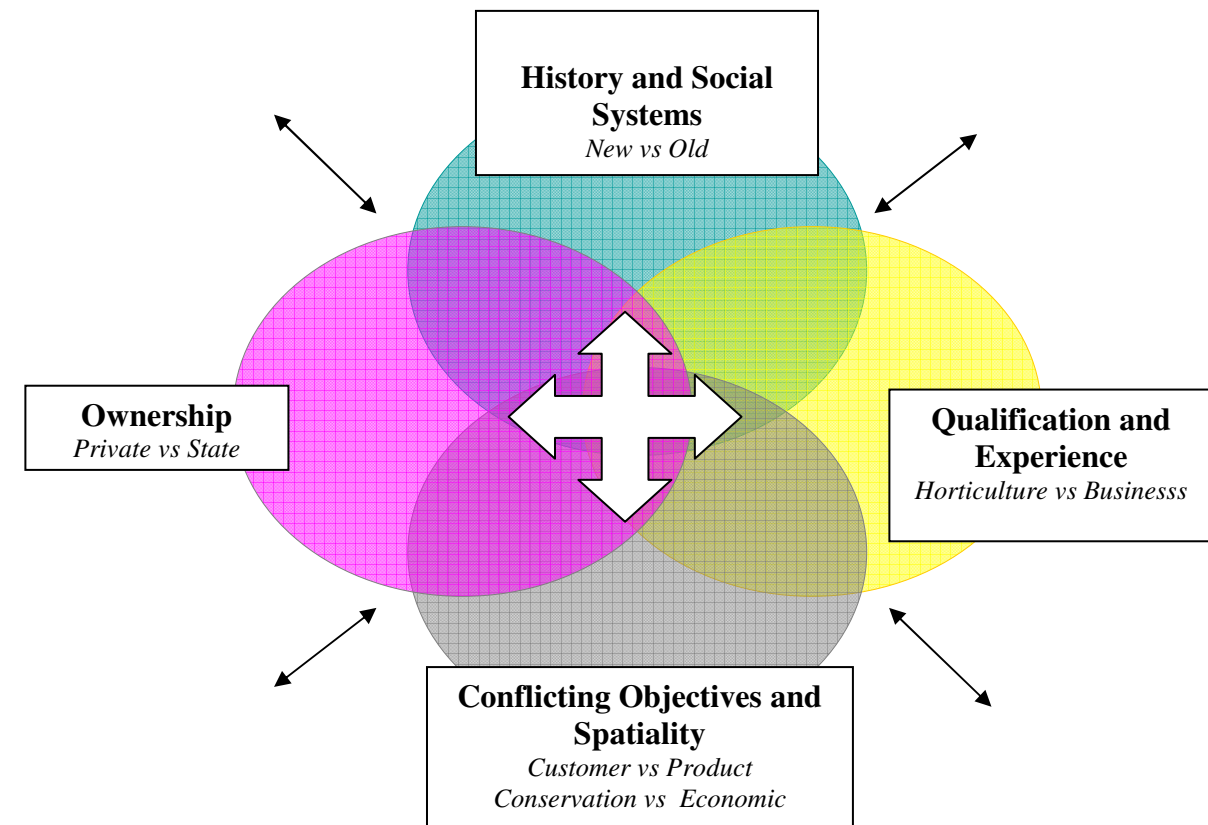 History and Social
Systems
New vs Old
Ownership
Private vs State
Qualification and
Experience
Horticulture vs Businesss
Conflicting Objectives and
Spatiality
Customer vs Product
Conservation vs  Economic